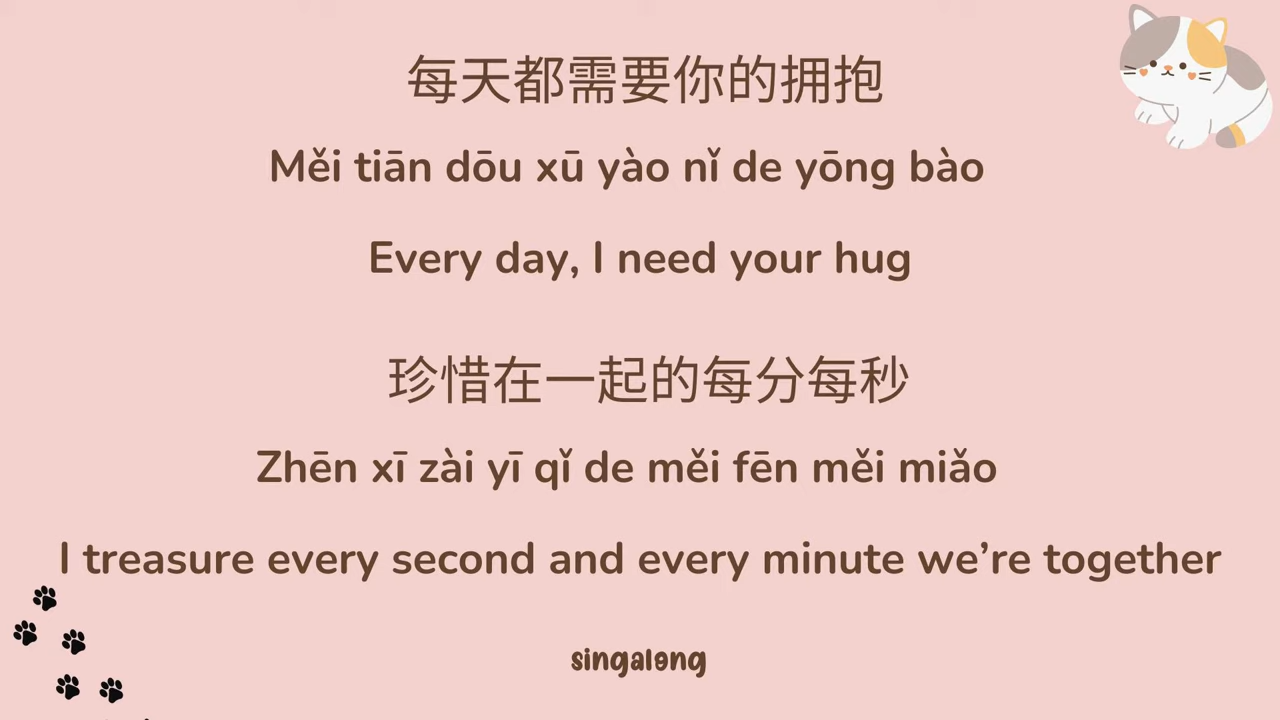 每天都需要你的拥抱
Měi tiān dōu xū yào nǐ de yōng bào
Every day, I need your hug
珍惜在一起的每分每秒
Zhēn xī zài yī qǐ de měi fēn měi miǎo
I treasure every second and every minute we’re together
singalong